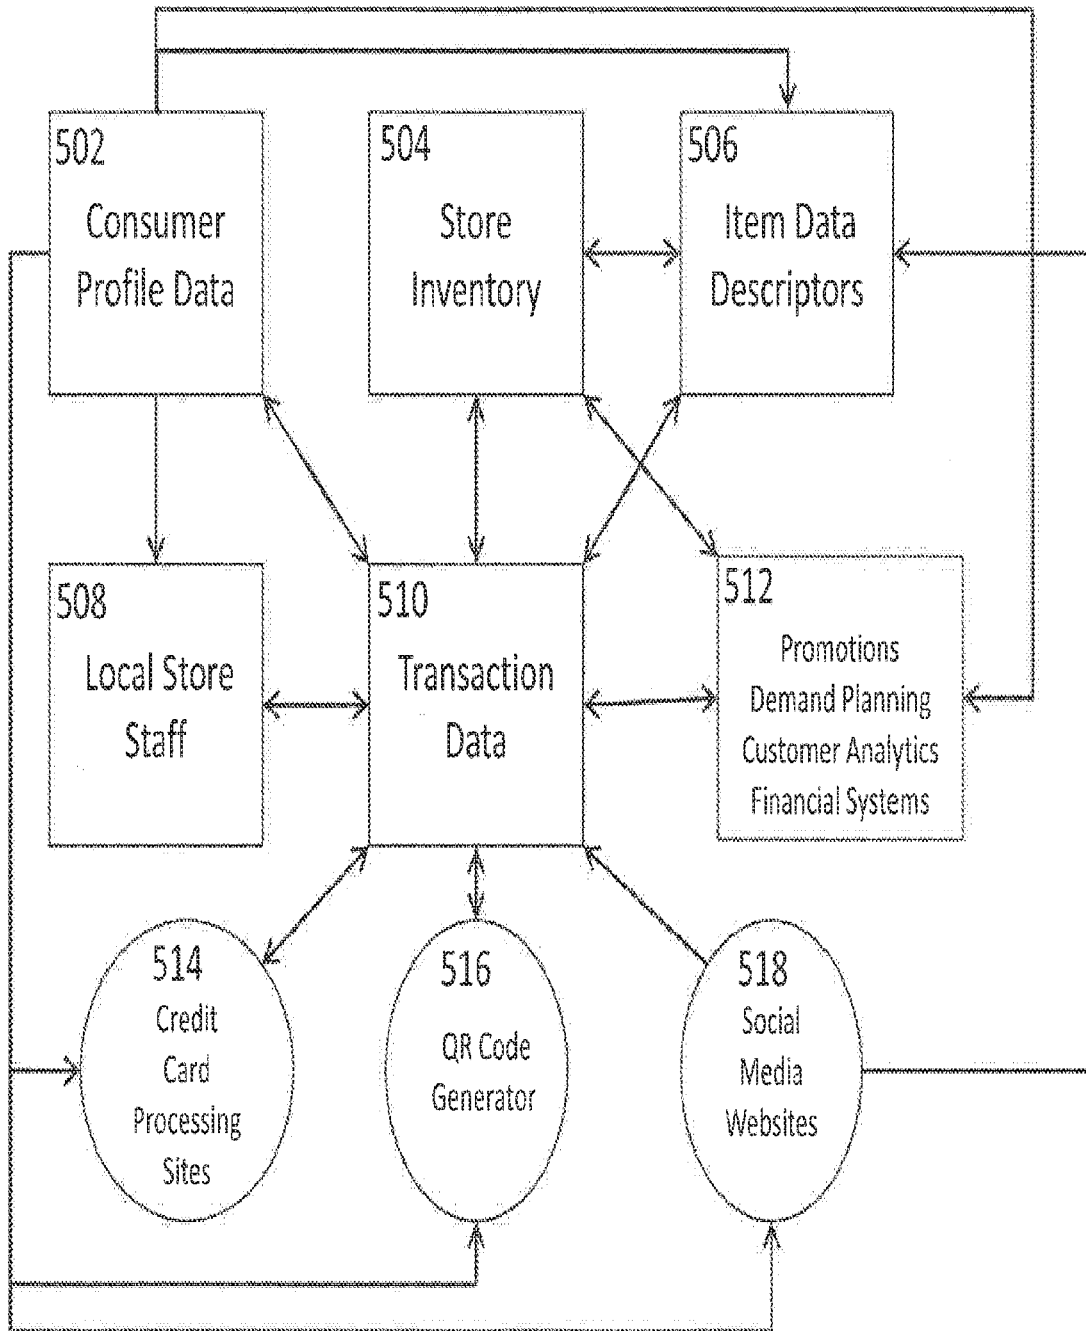 502
Consumer
Profile Data
504
Store
Inventory
506
Item Data
Descriptors
508
Local Store
Staff
510
Transaction
Data
512
Promotions
Demand Planning
Customer Analytics
Financial Systems
514
Credit
Card
Processing
Sites
516
QR Code
Generator
518
Social
Media
Websites